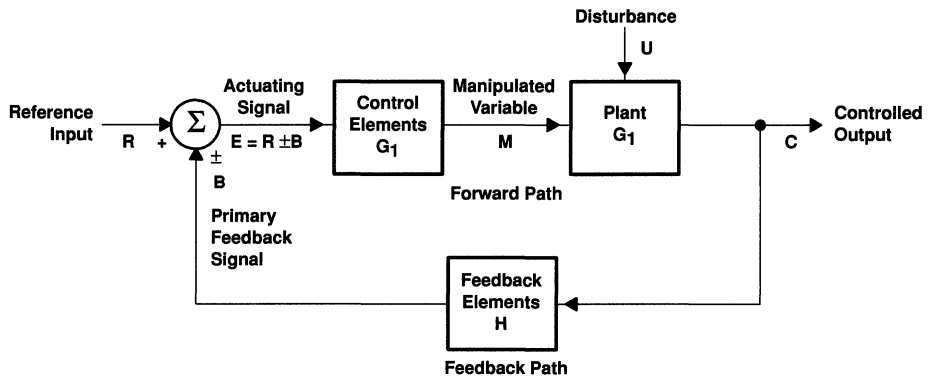 Disturbance
U
Reference
Input
R
+
Σ
±
B
Actuating
Signal
E = R ±B
Control
Elements
G1
Manipulated
Variable
M
Plant
G1
C
Controlled
Output
Forward Path
Primary
Feedback
Signal
Feedback
Elements
H
Feedback Path